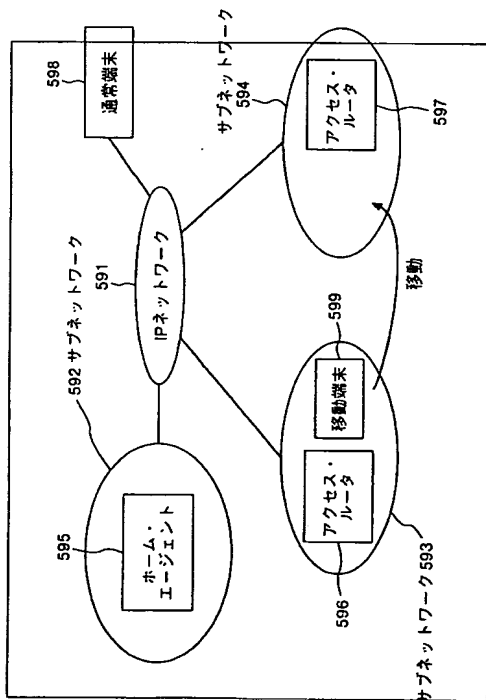 592 サブネットワーク
595
ホーム・
エージェント
591
IPネットワーク
598
通常端末
サブネットワーク
594
アクセス・
ルータ
597
移動
599
移動端末
アクセス・
ルータ
596
サブネットワーク 593